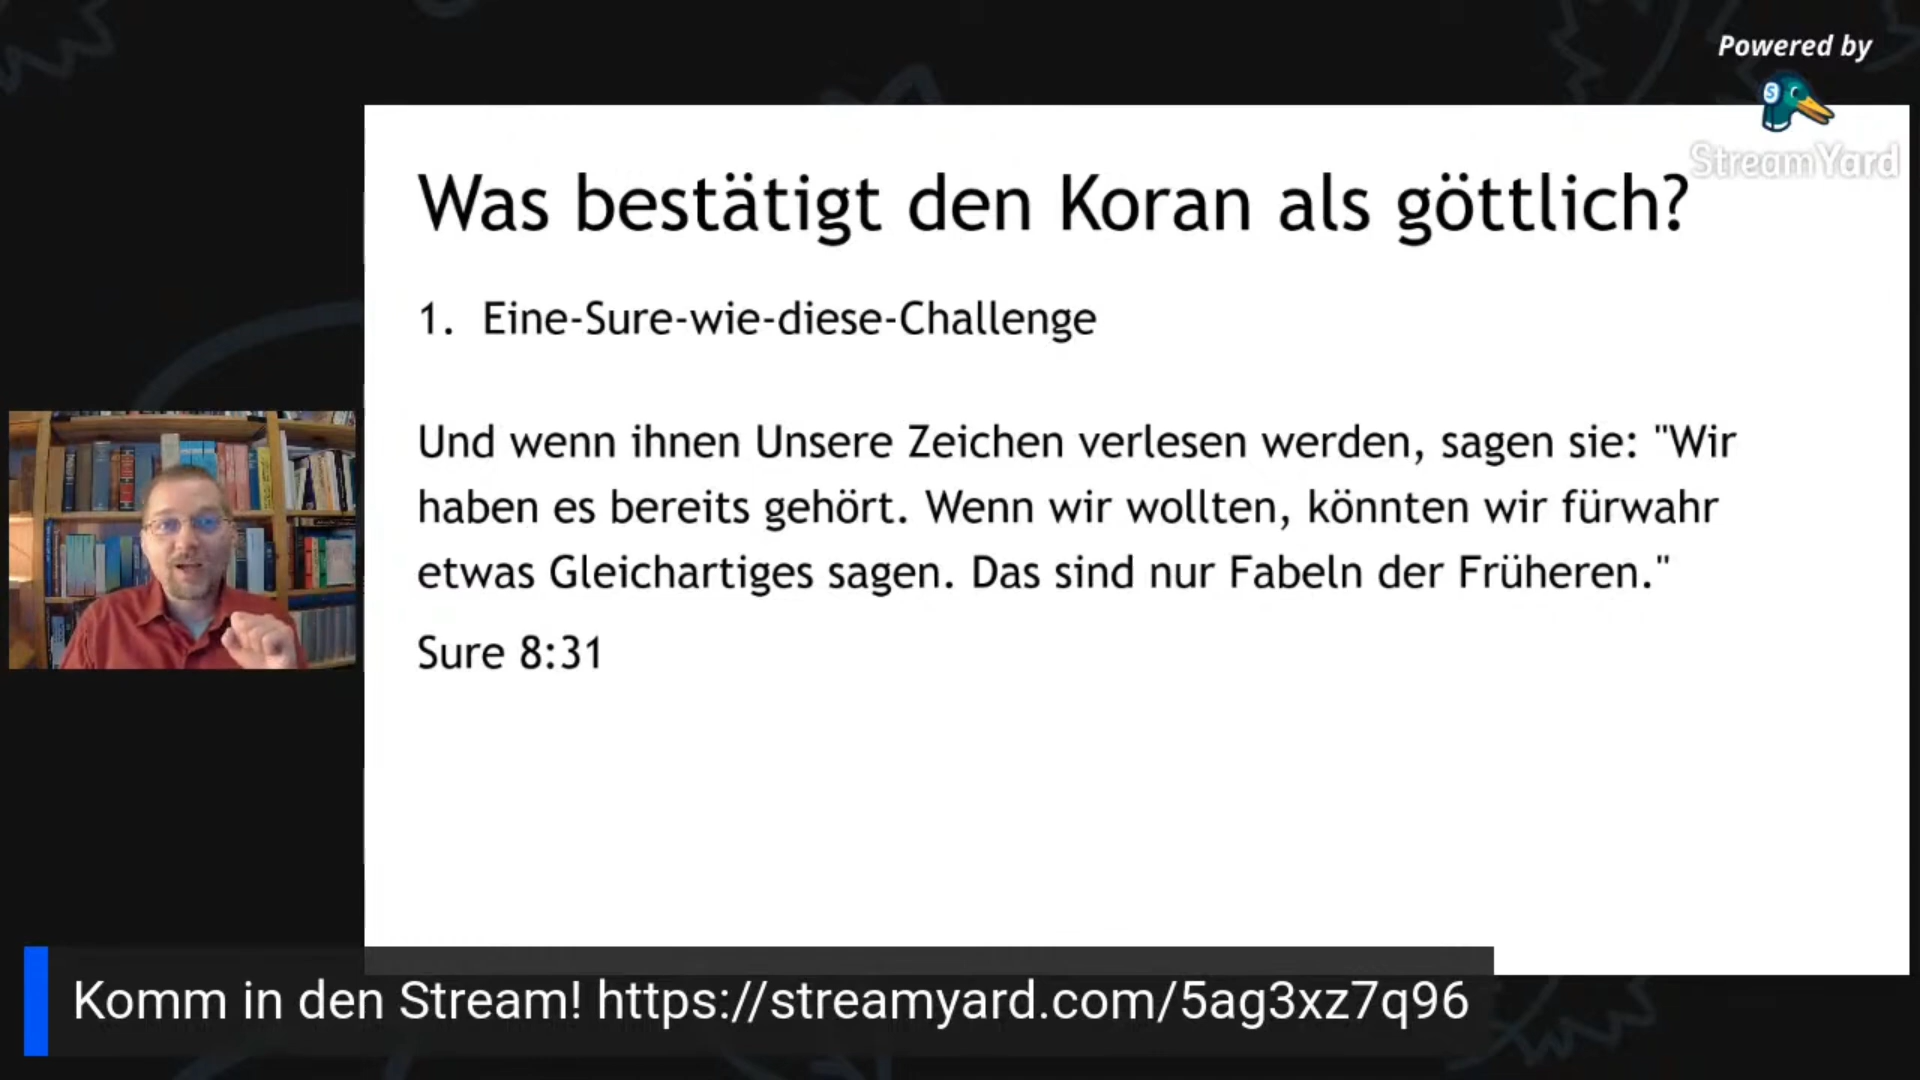 Powered by
StreamYard
Was bestätigt den Koran als göttlich?
1. Eine-Sure-wie-diese-Challenge
Und wenn ihnen Unsere Zeichen verlesen werden, sagen sie: "Wir
haben es bereits gehört. Wenn wir wollten, könnten wir fürwahr
etwas Gleichartiges sagen. Das sind nur Fabeln der Früheren."
Sure 8:31
Komm in den Stream! https://streamyard.com/5ag3xz7q96